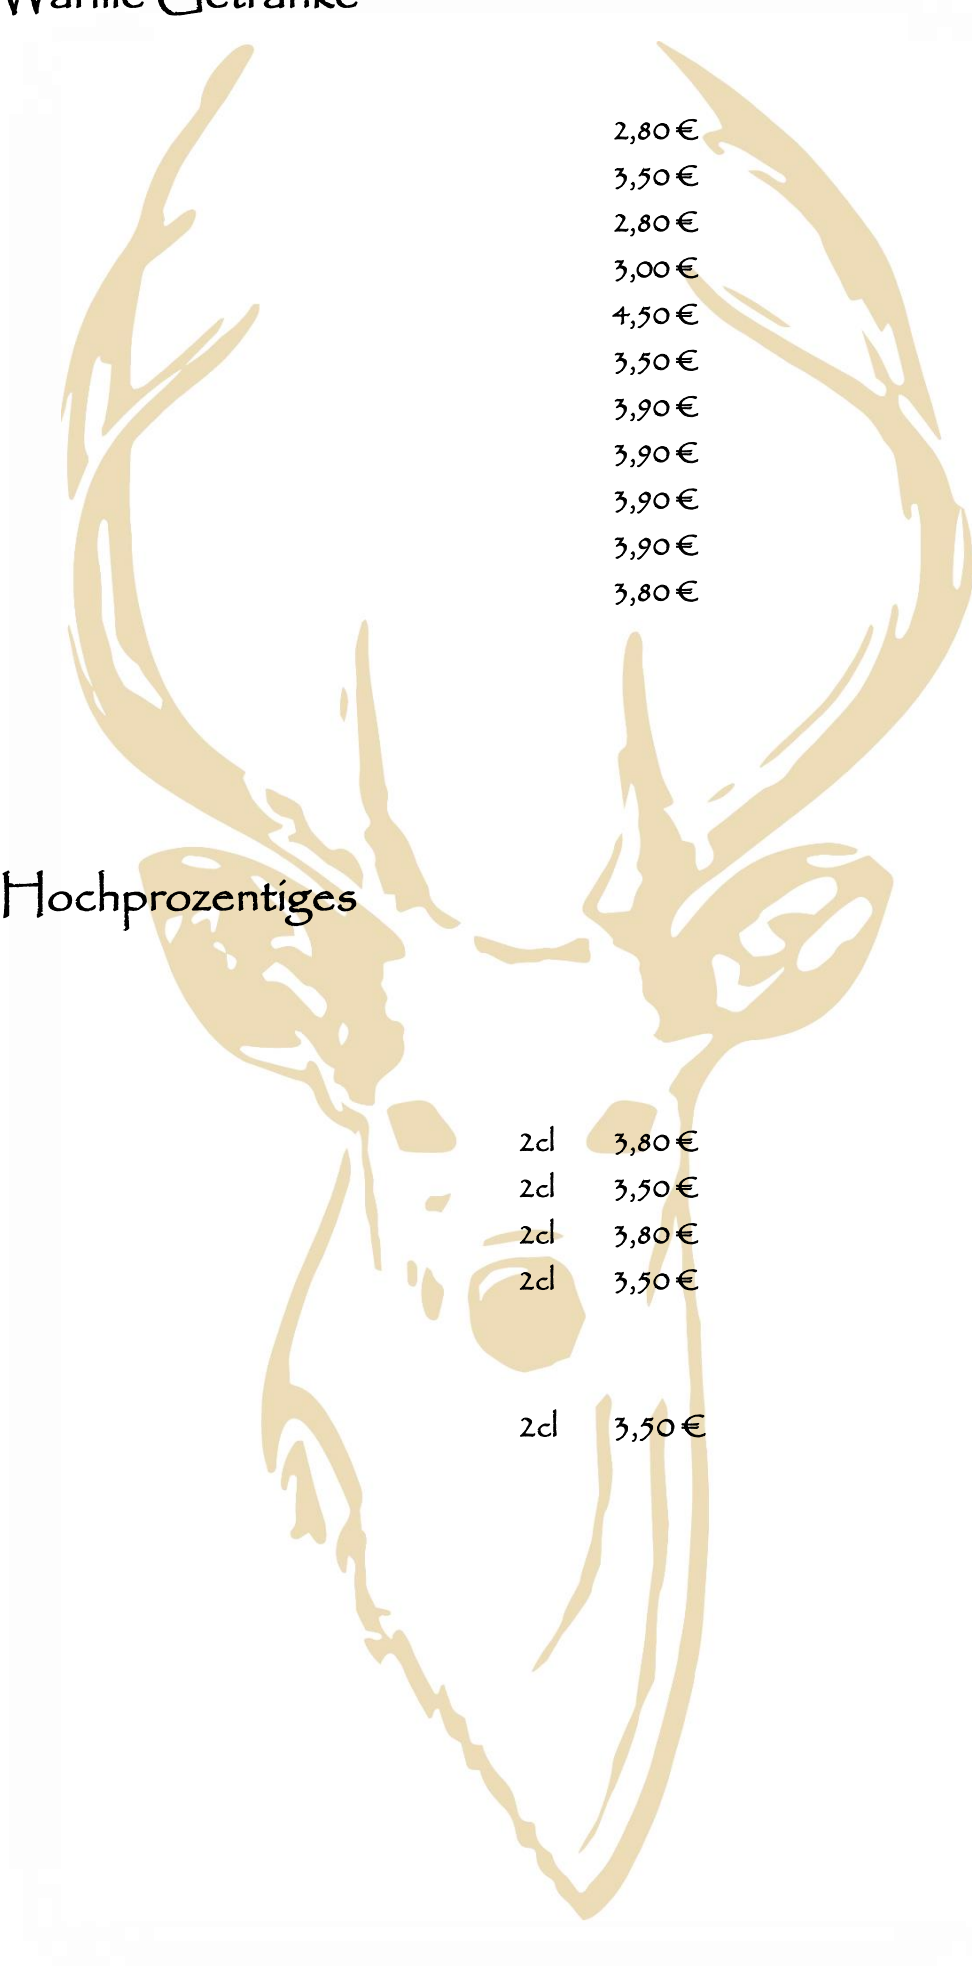 Warme Getränke
2,80 €
3,50 €
2,80 €
3,00 €
4,50 €
3,50 €
3,90 €
3,90 €
3,90 €
3,90 €
3,80 €
Hochprozentiges
2cl 3,80 €
2cl 3,50 €
2cl 3,80 €
2cl 3,50 €
2cl 3,50 €